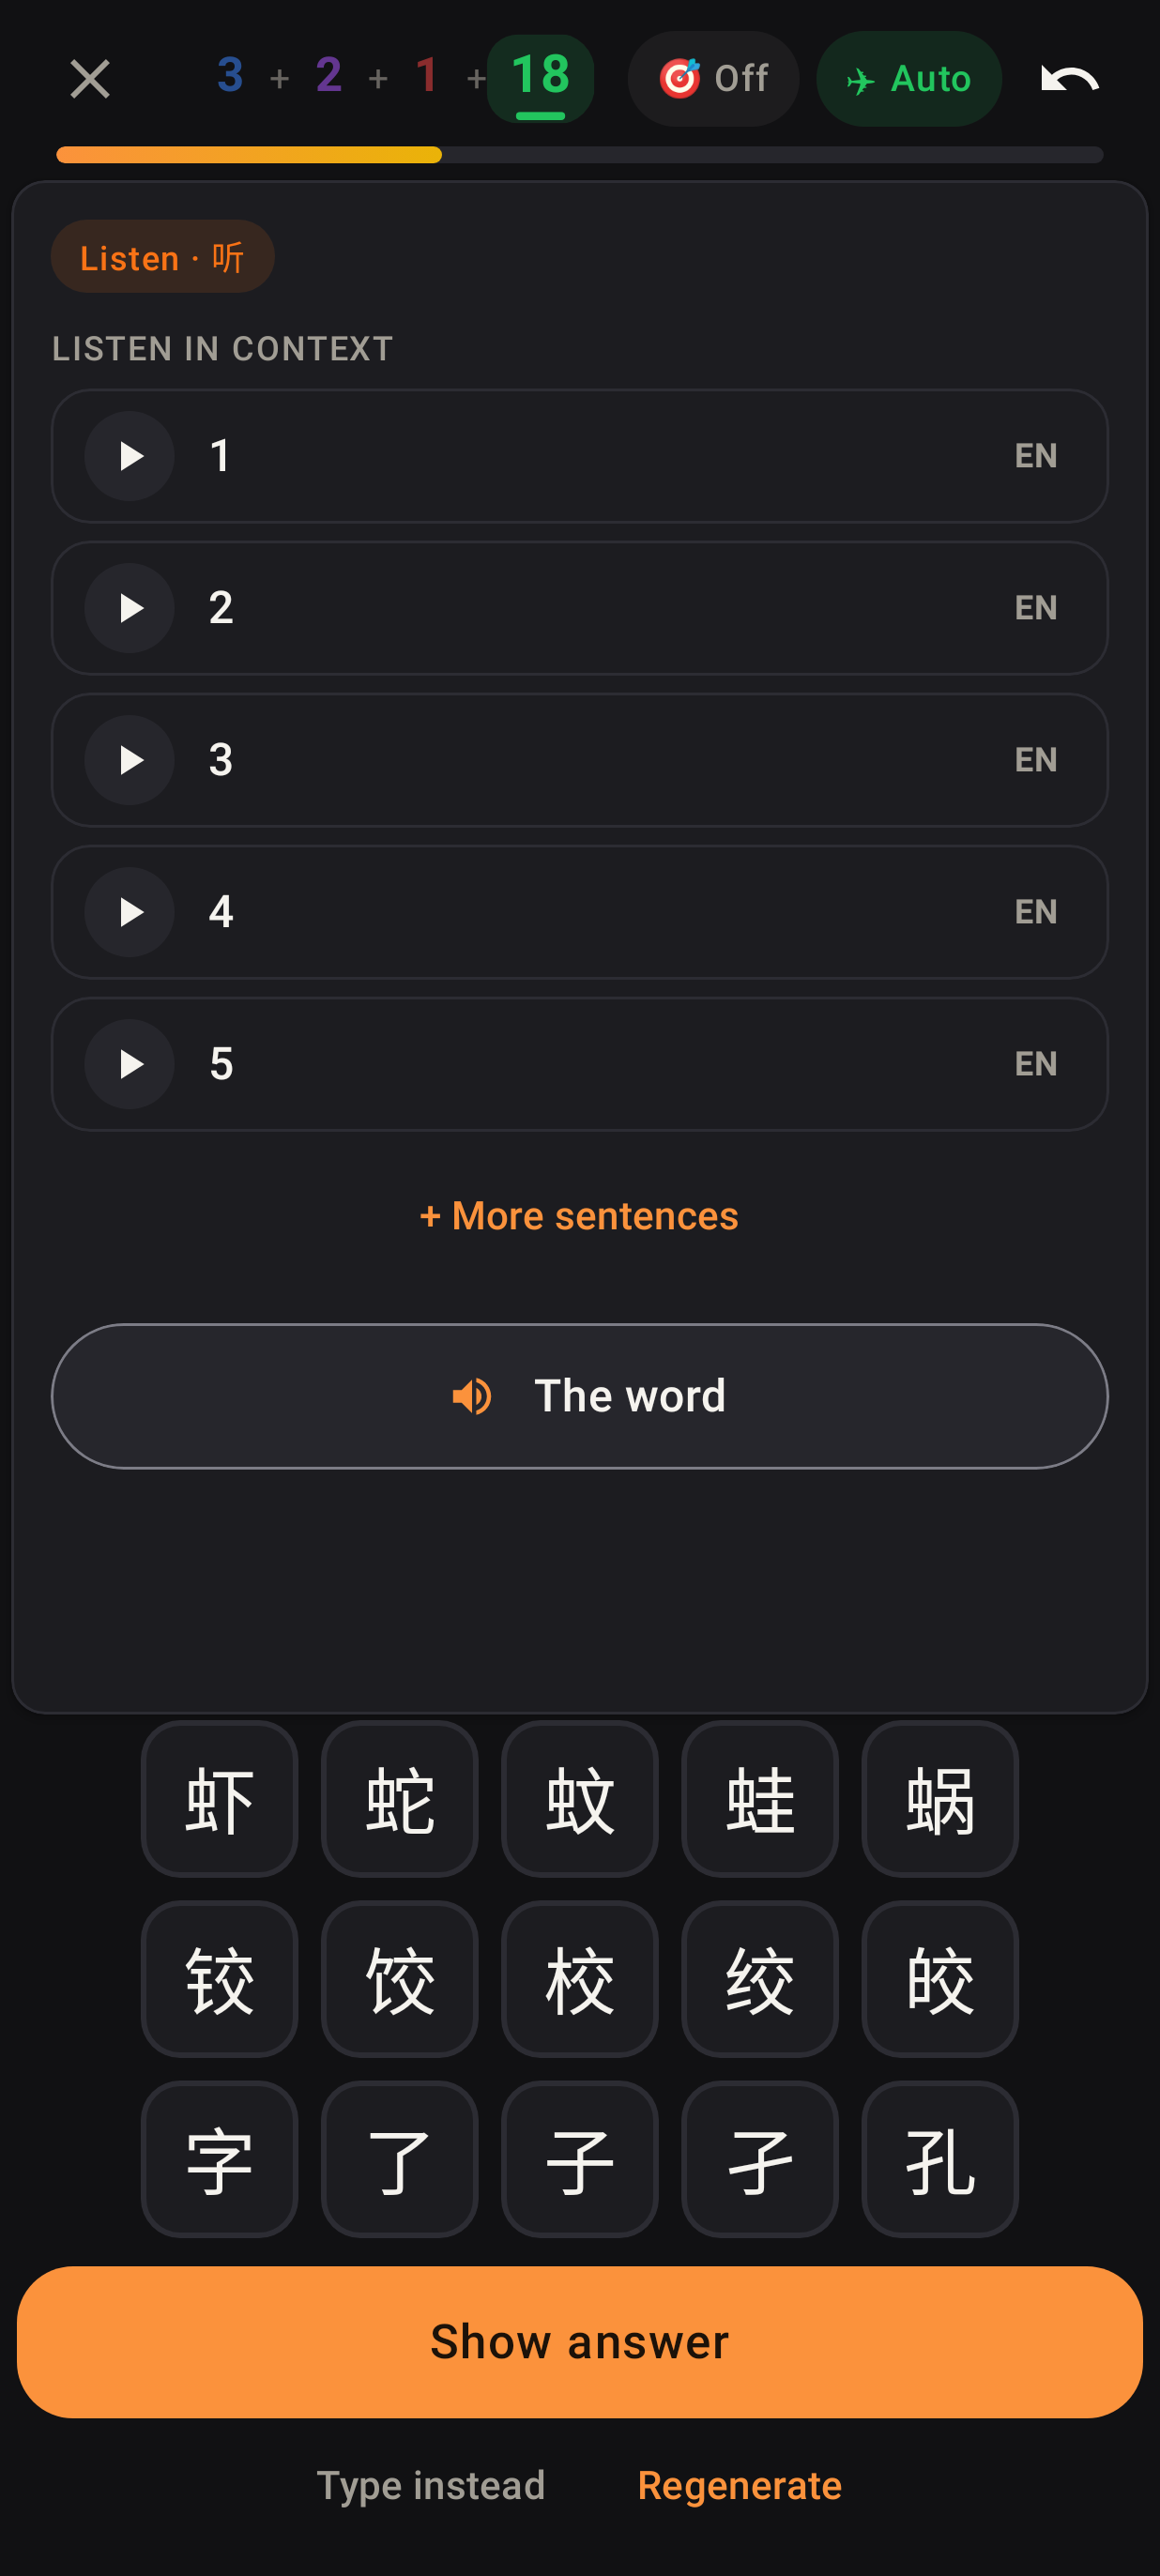 3 + 2 + 1 + 18 🎯 Off ✈ Auto
Listen · 听
LISTEN IN CONTEXT
1 EN
2 EN
3 EN
4 EN
5 EN
+ More sentences
The word
虾 蛇 蚊 蛙 蜗
铰 饺 校 绞 皎
字 了 子 孑 孔
Show answer
Type instead Regenerate